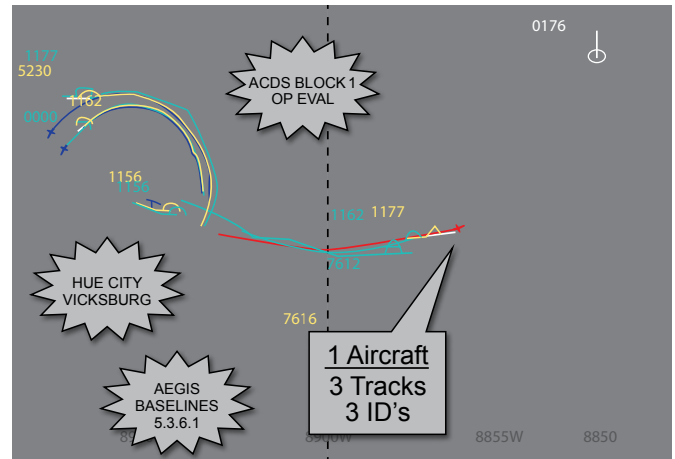 0176
1177
5230
1162
0000
ACDS BLOCK 1
OP EVAL
1156
1156
1162 1177
7612
HUE CITY
VICKSBURG
7616
1 Aircraft
3 Tracks
3 ID's
AEGIS
BASELINES
5.3.6.1
8900W
8855W
8850